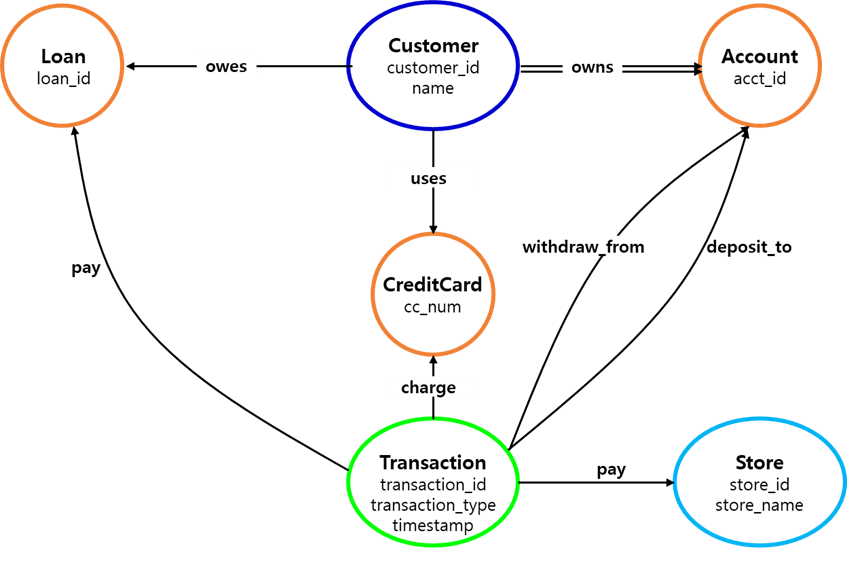 Loan
loan_id
owes
Customer
customer_id
name
owns
Account
acct_id
uses
withdraw_from
deposit_to
pay
CreditCard
cc_num
charge
Transaction
transaction_id
transaction_type
timestamp
pay
Store
store_id
store_name